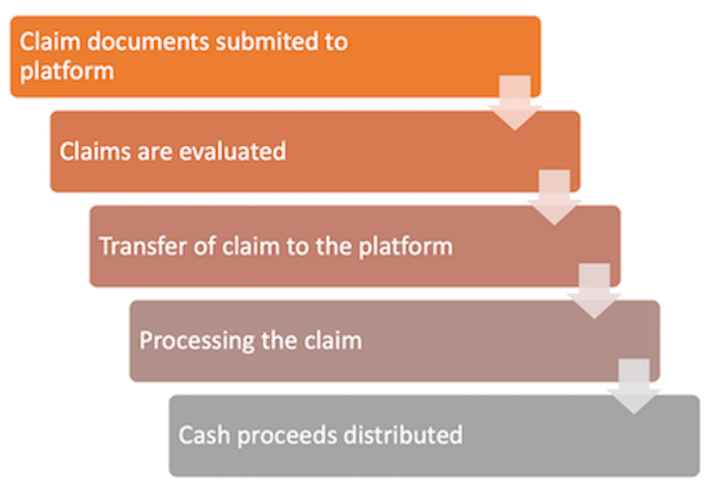 Claim documents submited to
platform
Claims are evaluated
Transfer of claim to the platform
Processing the claim
Cash proceeds distributed